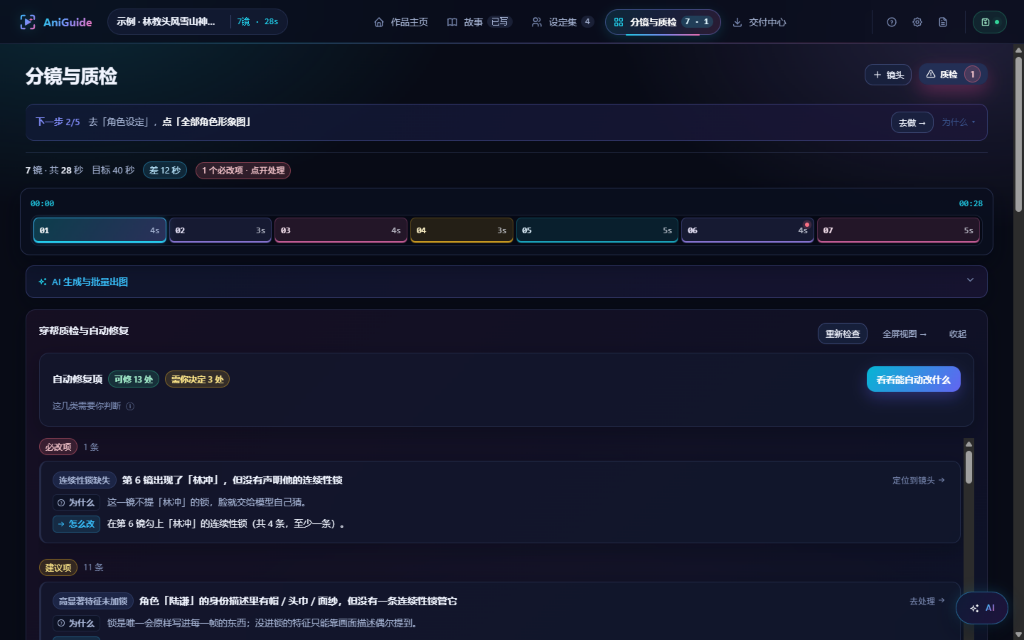 AniGuide 示例 · 林教头风雪山神... 7镜 · 28s 作品主页 故事 已写 设定集 4 分镜与质检 7 · 1 交付中心
分镜与质检 + 镜头 质检 1
下一步 2/5 去「角色设定」，点「全部角色形象图」 去做 → 为什么
7 镜 · 共 28 秒 目标 40 秒 差 12 秒 1 个必改项 · 点开处理
00:00 00:28
01 4s 02 3s 03 4s 04 3s 05 5s 06 4s 07 5s
AI 生成与批量出图
穿帮质检与自动修复 重新检查 全屏视图 → 收起
自动修复项 可修 13 处 需你决定 3 处 看看能自动改什么
这几类需要你判断
必改项 1 条
连续性锁缺失 第 6 镜出现了「林冲」，但没有声明他的连续性锁 定位到镜头 →
为什么 这一镜不提「林冲」的锁，脸就交给模型自己猜。
→ 怎么改 在第 6 镜勾上「林冲」的连续性锁（共 4 条，至少一条）。
建议项 11 条
高显著特征未加锁 角色「陆谦」的身份描述里有帽 / 头巾 / 面纱，但没有一条连续性锁管它 去处理 →
为什么 锁是唯一会原样写进每一帧的东西；没进锁的特征只能靠画面描述偶尔提到。
AI